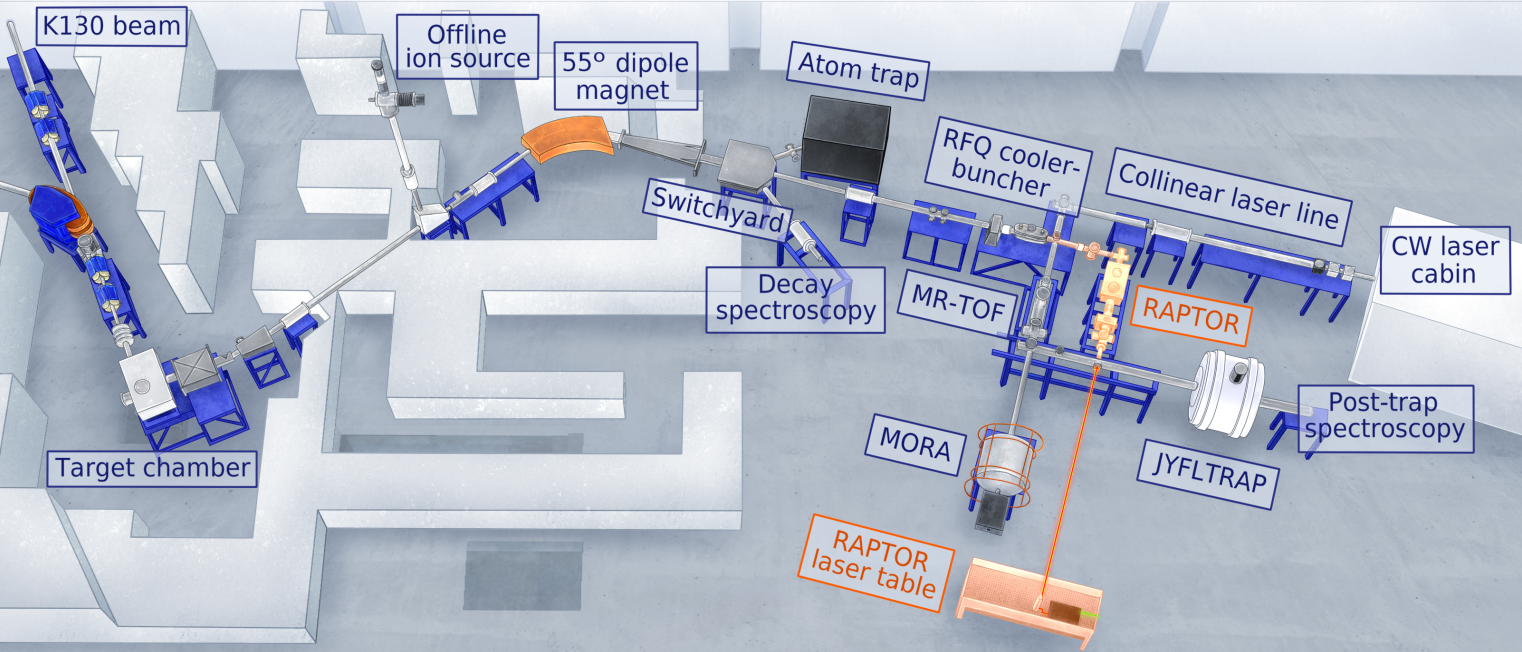 K130 beam
Offline
ion source
55º dipole
magnet
Atom trap
RFQ cooler-
buncher
Collinear laser line
CW laser
cabin
Switchyard
Decay
spectroscopy
MR-TOF
RAPTOR
Post-trap
spectroscopy
MORA
JYFLTRAP
Target chamber
RAPTOR
laser table